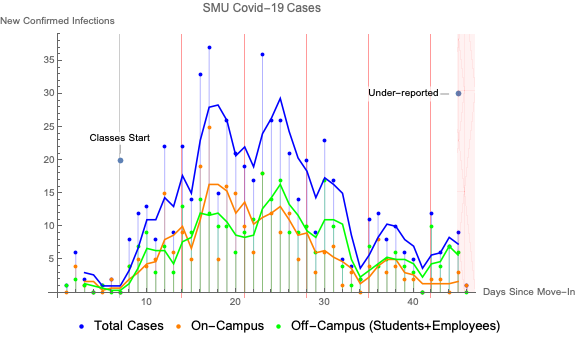 SMU Covid-19 Cases
New Confirmed Infections
35
30
25
20
15
10
5
Under-reported
Classes Start
10
20
30
40
Days Since Move-In
Total Cases
On-Campus
Off-Campus (Students+Employees)